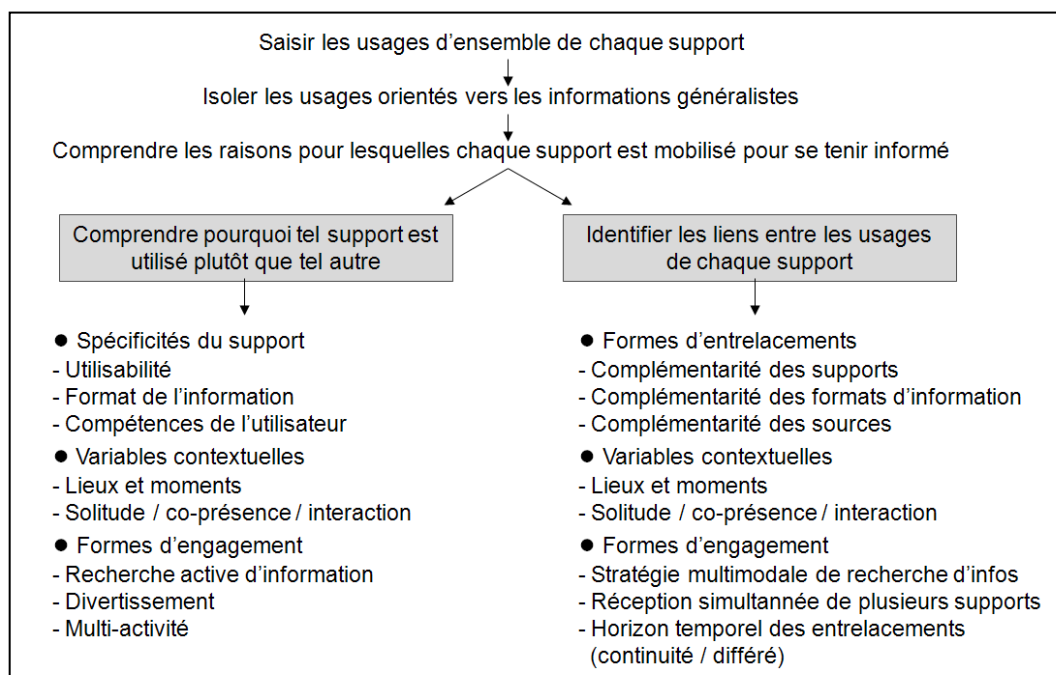 Saisir les usages d'ensemble de chaque support
Isoler les usages orientés vers les informations généralistes
Comprendre les raisons pour lesquelles chaque support est mobilisé pour se tenir informé
Comprendre pourquoi tel support est
utilisé plutôt que tel autre
● Spécificités du support
- Utilisabilité
- Format de l'information
- Compétences de l'utilisateur
● Variables contextuelles
- Lieux et moments
- Solitude / co-présence / interaction
● Formes d'engagement
- Recherche active d'information
- Divertissement
- Multi-activité
Identifier les liens entre les usages
de chaque support
● Formes d'entrelacements
- Complémentarité des supports
- Complémentarité des formats d'information
- Complémentarité des sources
● Variables contextuelles
- Lieux et moments
- Solitude / co-présence / interaction
● Formes d'engagement
- Stratégie multimodale de recherche d'infos
- Réception simultannée de plusieurs supports
- Horizon temporel des entrelacements
(continuité / différé)